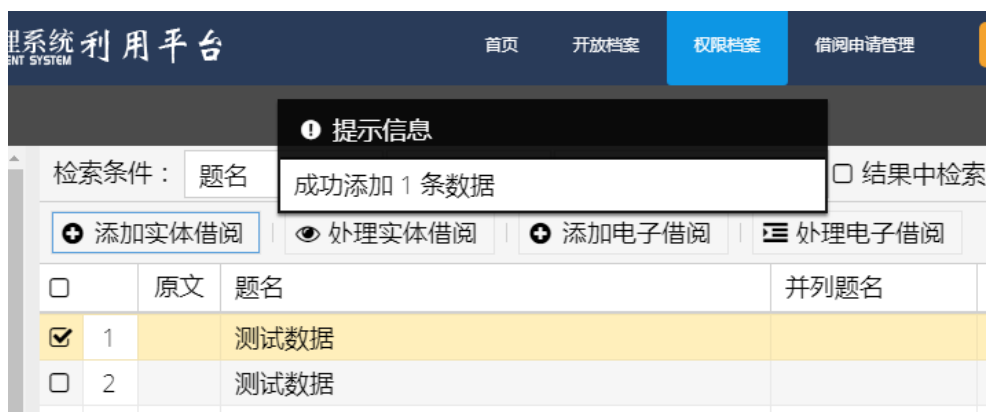 理系统 利用平台 首页 开放档案 权限档案 借阅申请管理
ENT SYSTEM
提示信息
检索条件： 题名 成功添加 1 条数据 结果中检索
添加实体借阅 处理实体借阅 添加电子借阅 处理电子借阅
原文 题名 并列题名
1 测试数据
2 测试数据